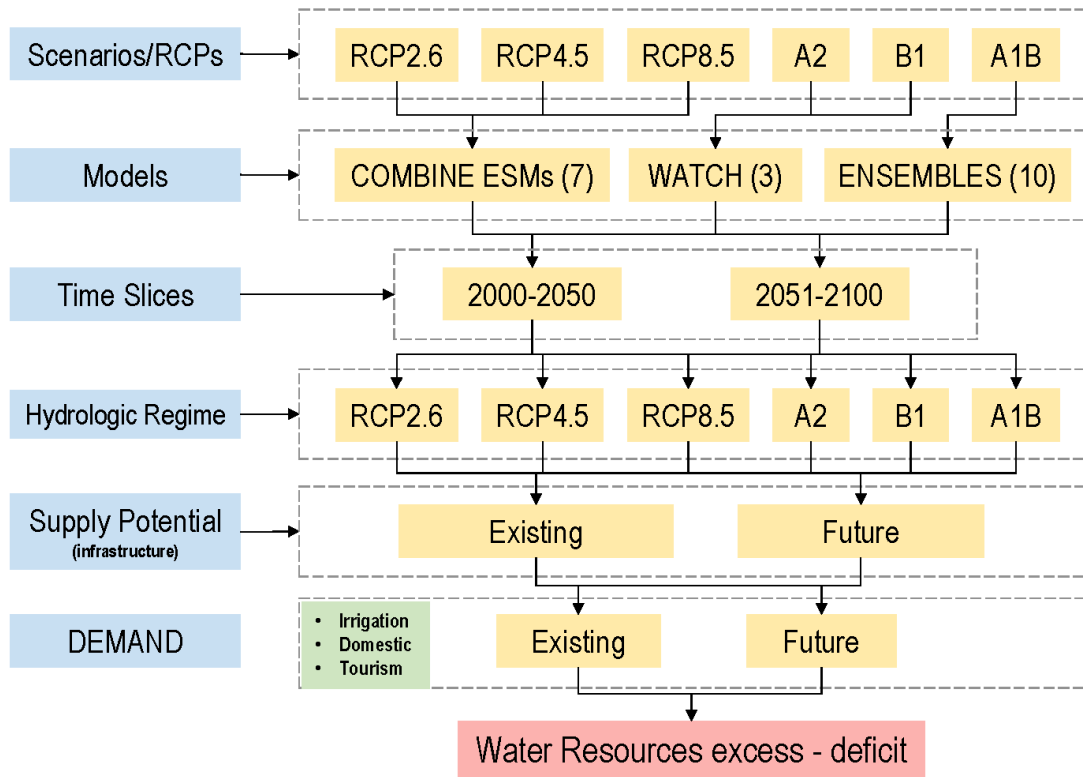 Scenarios/RCPs
RCP2.6 RCP4.5 RCP8.5 A2 B1 A1B
Models
COMBINE ESMs (7) WATCH (3) ENSEMBLES (10)
Time Slices
2000-2050 2051-2100
Hydrologic Regime
RCP2.6 RCP4.5 RCP8.5 A2 B1 A1B
Supply Potential
(infrastructure)
Existing Future
DEMAND
• Irrigation
• Domestic
• Tourism
Existing Future
Water Resources excess - deficit